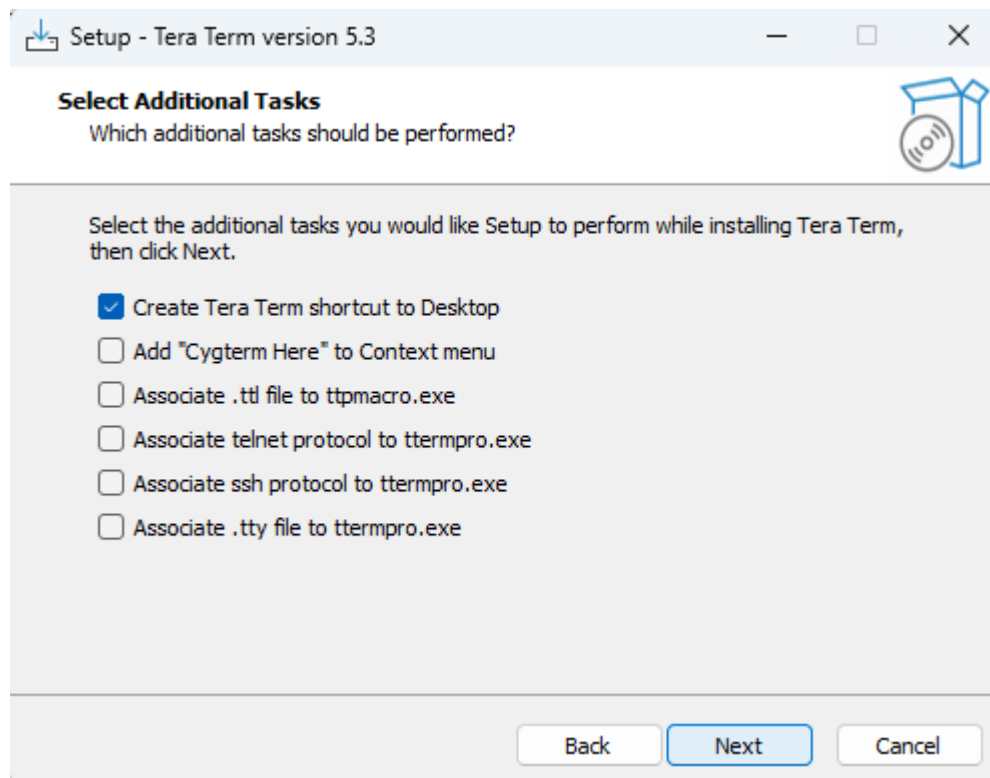 Setup - Tera Term version 5.3
Select Additional Tasks
Which additional tasks should be performed?
Select the additional tasks you would like Setup to perform while installing Tera Term,
then click Next.
Create Tera Term shortcut to Desktop
Add "Cygterm Here" to Context menu
Associate .ttl file to ttpmacro.exe
Associate telnet protocol to ttermpro.exe
Associate ssh protocol to ttermpro.exe
Associate .tty file to ttermpro.exe
Back Next Cancel